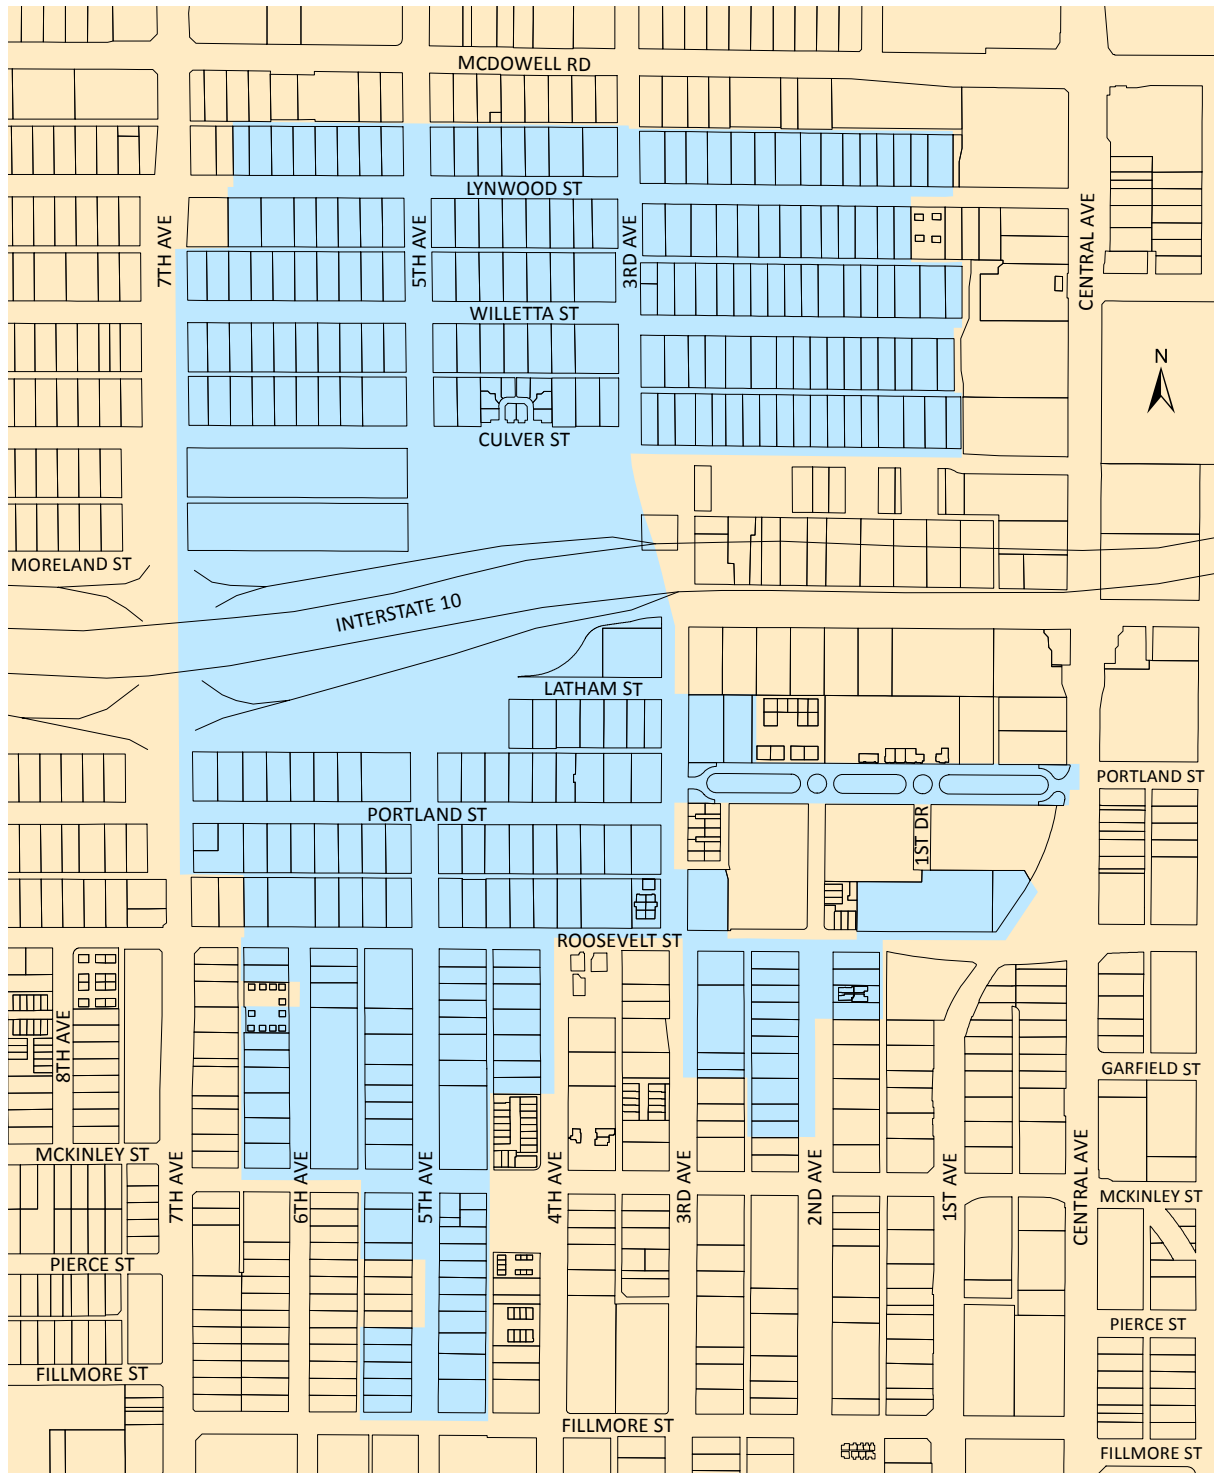 MCDOWELL RD
LYNWOOD ST
7TH AVE
5TH AVE
3RD AVE
CENTRAL AVE
WILLETTA ST
N
CULVER ST
MORELAND ST
INTERSTATE 10
LATHAM ST
PORTLAND ST
PORTLAND ST
1ST DR
ROOSEVELT ST
8TH AVE
GARFIELD ST
MCKINLEY ST
7TH AVE
6TH AVE
5TH AVE
4TH AVE
3RD AVE
2ND AVE
1ST AVE
CENTRAL AVE
MCKINLEY ST
PIERCE ST
PIERCE ST
FILLMORE ST
FILLMORE ST
FILLMORE ST